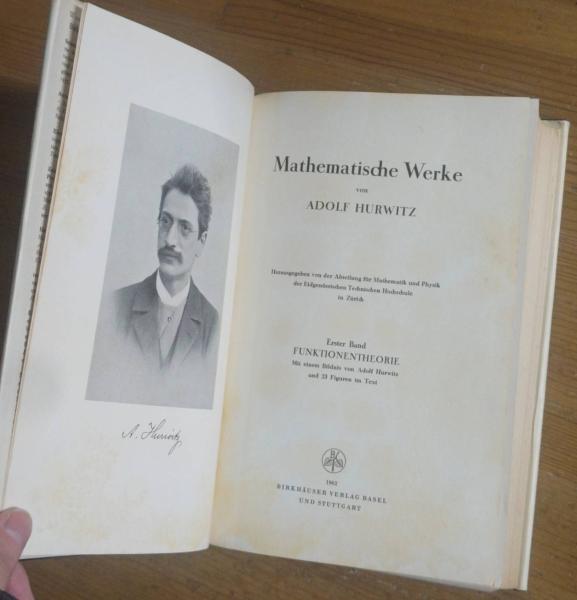 A. Hurwitz
Mathematische Werke
von
ADOLF HURWITZ
Herausgegeben von der Abteilung für Mathematik und Physik
der Eidgenössischen Technischen Hochschule
in Zürich
Erster Band
FUNKTIONENTHEORIE
Mit einem Bildnis von Adolf Hurwitz
und 23 Figuren im Text
1962
BIRKHÄUSER VERLAG BASEL
UND STUTTGART